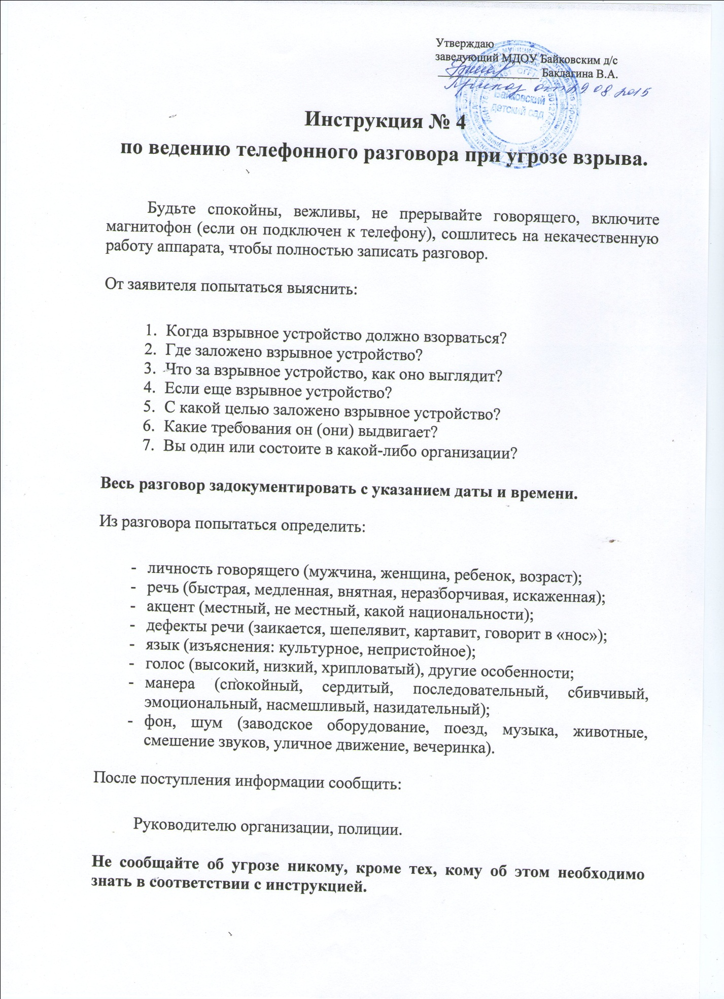 Утверждаю
заведующий МДОУ Байковским д/с
Баклагина В.А.
Приказ от 29.08.2015
Байковский
детский сад
Инструкция № 4
по ведению телефонного разговора при угрозе взрыва.
Будьте спокойны, вежливы, не прерывайте говорящего, включите
магнитофон (если он подключен к телефону), сошлитесь на некачественную
работу аппарата, чтобы полностью записать разговор.
От заявителя попытаться выяснить:
1. Когда взрывное устройство должно взорваться?
2. Где заложено взрывное устройство?
3. Что за взрывное устройство, как оно выглядит?
4. Если еще взрывное устройство?
5. С какой целью заложено взрывное устройство?
6. Какие требования он (они) выдвигает?
7. Вы один или состоите в какой-либо организации?
Весь разговор задокументировать с указанием даты и времени.
Из разговора попытаться определить:
- личность говорящего (мужчина, женщина, ребенок, возраст);
- речь (быстрая, медленная, внятная, неразборчивая, искаженная);
- акцент (местный, не местный, какой национальности);
- дефекты речи (заикается, шепелявит, картавит, говорит в «нос»);
- язык (изъяснения: культурное, непристойное);
- голос (высокий, низкий, хрипловатый), другие особенности;
- манера (спокойный, сердитый, последовательный, сбивчивый,
эмоциональный, насмешливый, назидательный);
- фон, шум (заводское оборудование, поезд, музыка, животные,
смешение звуков, уличное движение, вечеринка).
После поступления информации сообщить:
Руководителю организации, полиции.
Не сообщайте об угрозе никому, кроме тех, кому об этом необходимо
знать в соответствии с инструкцией.